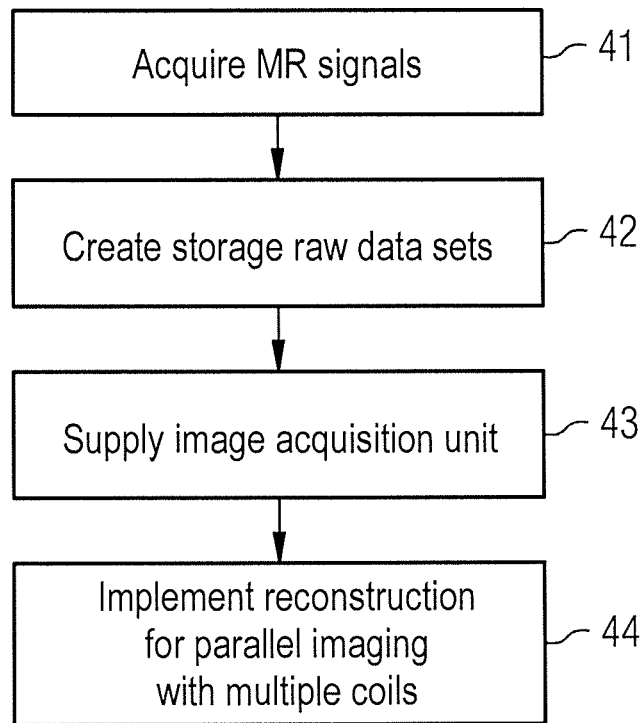 Acquire MR signals
41
Create storage raw data sets
42
Supply image acquisition unit
43
Implement reconstruction
for parallel imaging
with multiple coils
44